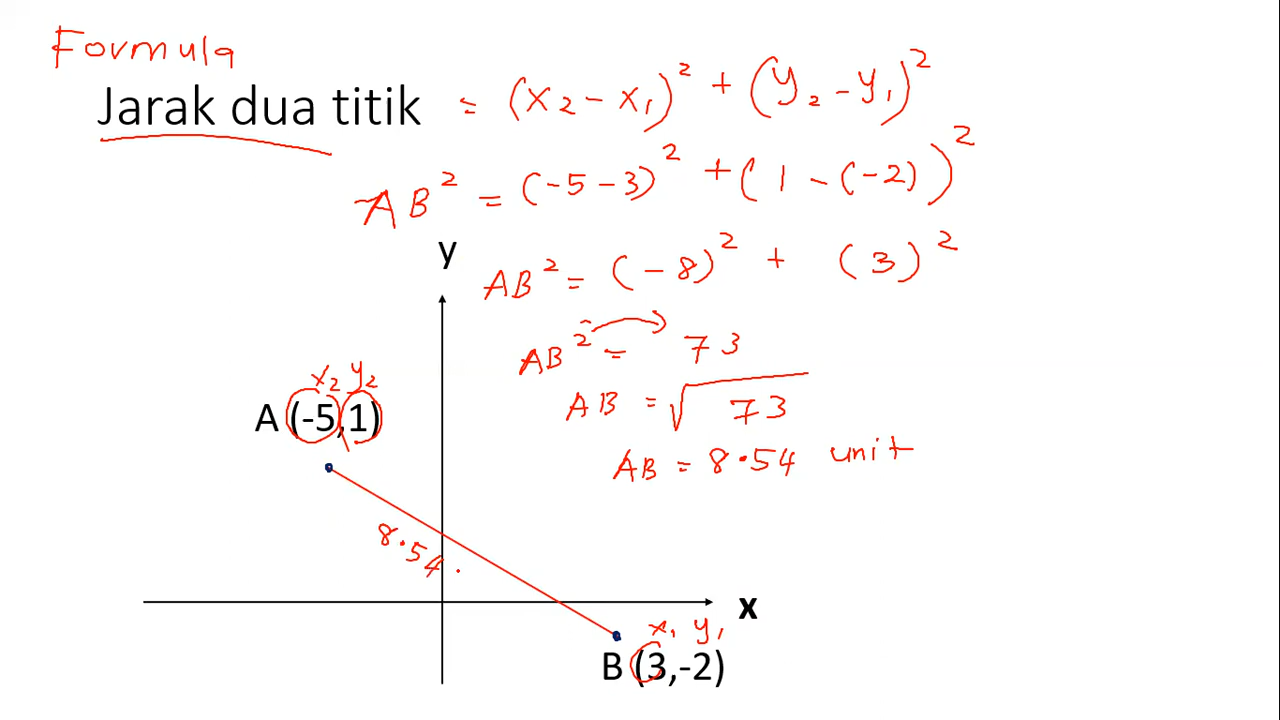 Formula
Jarak dua titik = (x₂ - x₁)² + (y₂ - y₁)²
AB² = (-5 - 3)² + (1 - (-2))²
y
AB² = (-8)² + (3)²
AB² = 73
x₂ y₂
AB = √73
A (-5,1)
AB = 8.54 unit
8.54
x
x₁ y₁
B (3,-2)